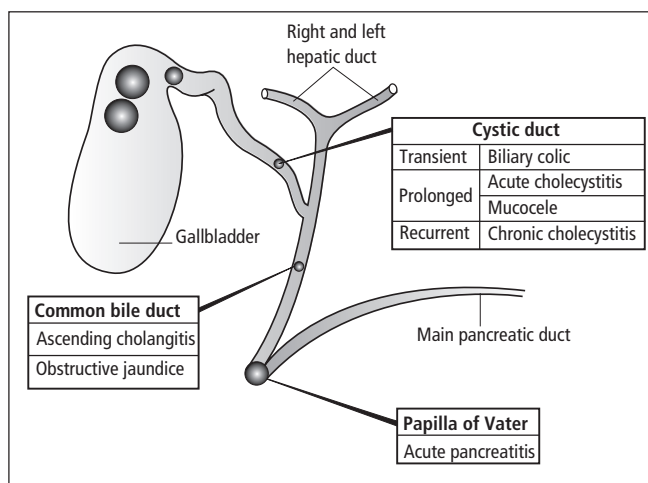 Right and left
hepatic duct
Cystic duct
Transient Biliary colic
Prolonged Acute cholecystitis
Mucocele
Recurrent Chronic cholecystitis
Gallbladder
Common bile duct
Ascending cholangitis
Obstructive jaundice
Main pancreatic duct
Papilla of Vater
Acute pancreatitis